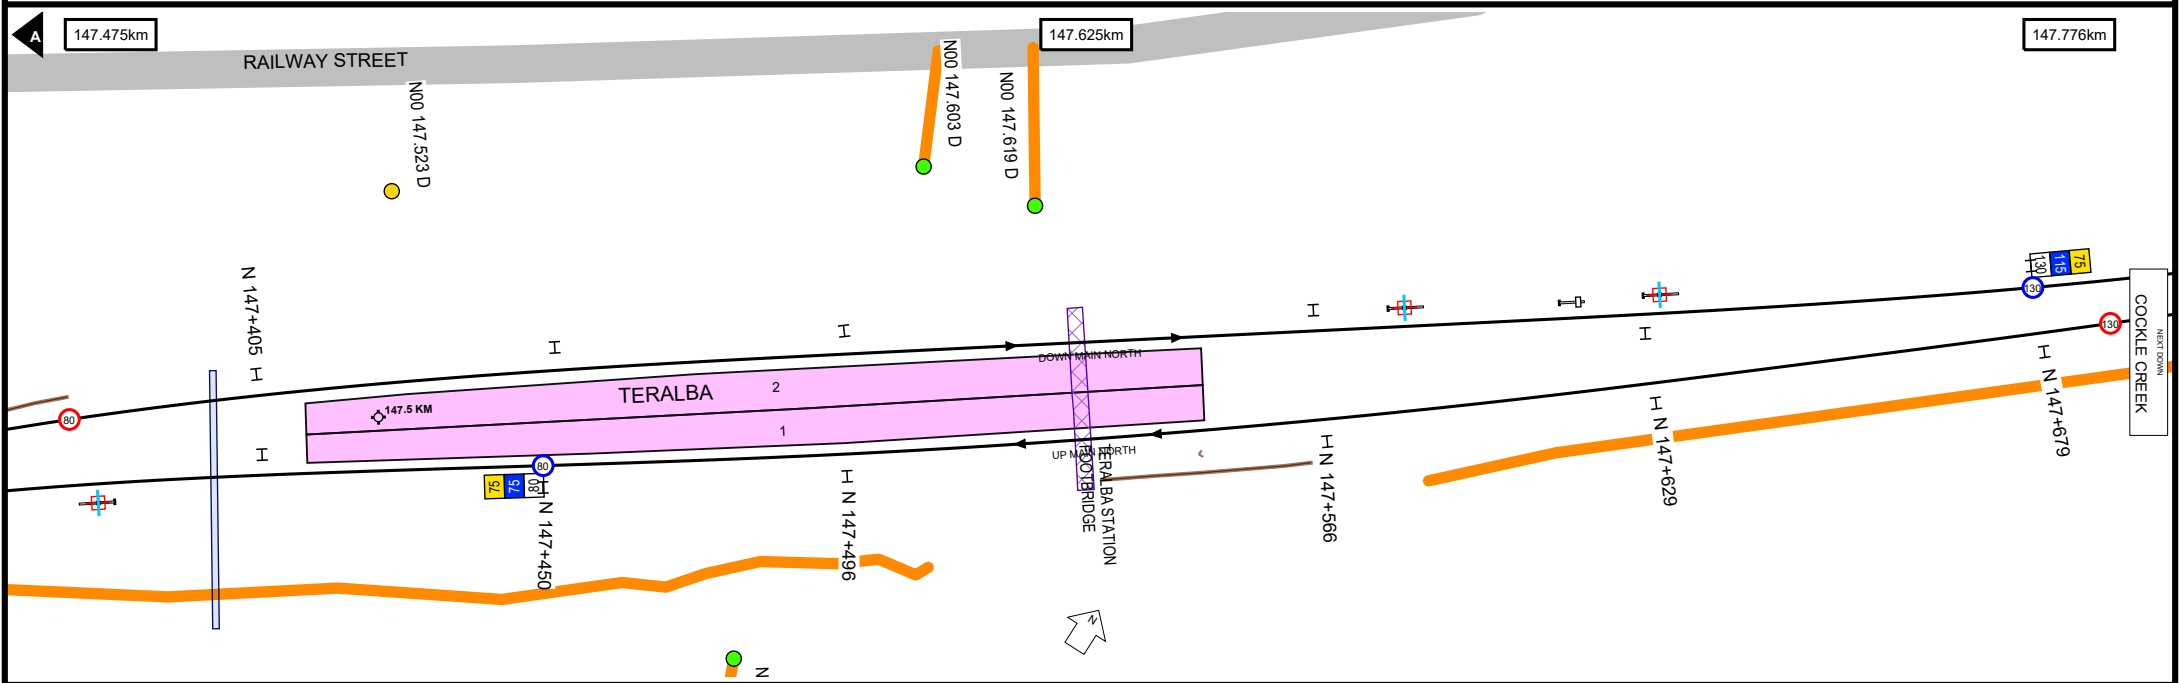 A
147.475km
147.625km
147.776km
RAILWAY STREET
N00 147.523 D
N00 147.603 D
N00 147.619 D
N 147+405
130
115
75
130
130
DOWN MAIN NORTH
TERALBA
2
147.5 KM
1
80
80
75
75
80
UP MAIN NORTH
TERALBA STATION
FOOTBRIDGE
N 147+450
N 147+496
N 147+566
N 147+629
N 147+679
COCKLE CREEK
NEXT DOWN
N
N